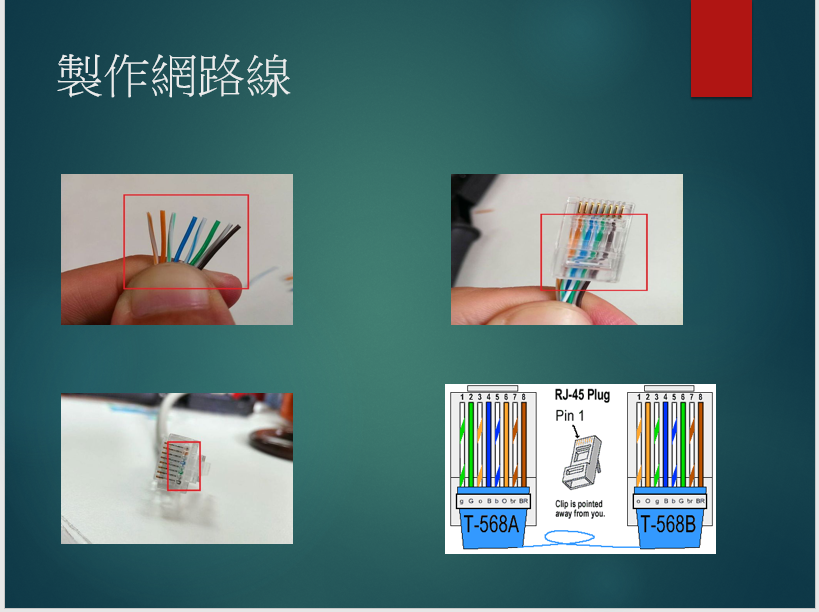 製作網路線
RJ-45 Plug
Pin 1
Clip is pointed
away from you.
1 2 3 4 5 6 7 8
g G o B b O br BR
T-568A
1 2 3 4 5 6 7 8
o O g B b G br BR
T-568B